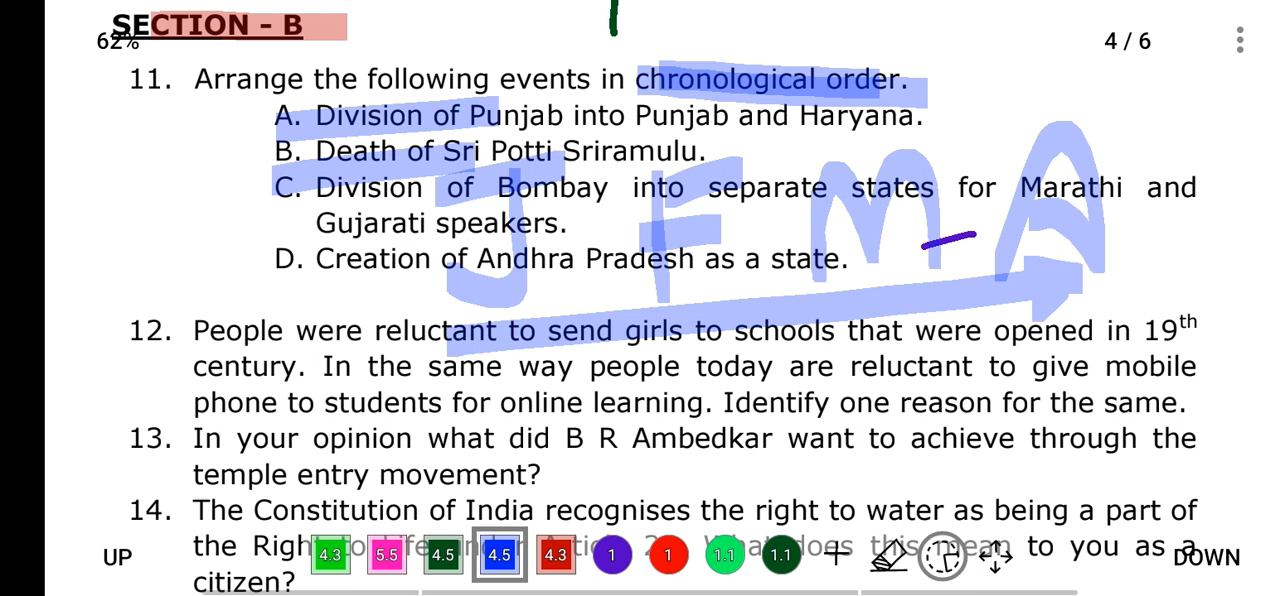 SECTION - B
62%
4 / 6
11. Arrange the following events in chronological order.
A. Division of Punjab into Punjab and Haryana.
B. Death of Sri Potti Sriramulu.
C. Division of Bombay into separate states for Marathi and
Gujarati speakers.
D. Creation of Andhra Pradesh as a state.
J F M A
12. People were reluctant to send girls to schools that were opened in 19th
century. In the same way people today are reluctant to give mobile
phone to students for online learning. Identify one reason for the same.
13. In your opinion what did B R Ambedkar want to achieve through the
temple entry movement?
14. The Constitution of India recognises the right to water as being a part of
the Right to life under Article 2 What does this mean to you as a
citizen?
UP 4.3 5.5 4.5 4.5 4.3 1 1 1.1 1.1 DOWN